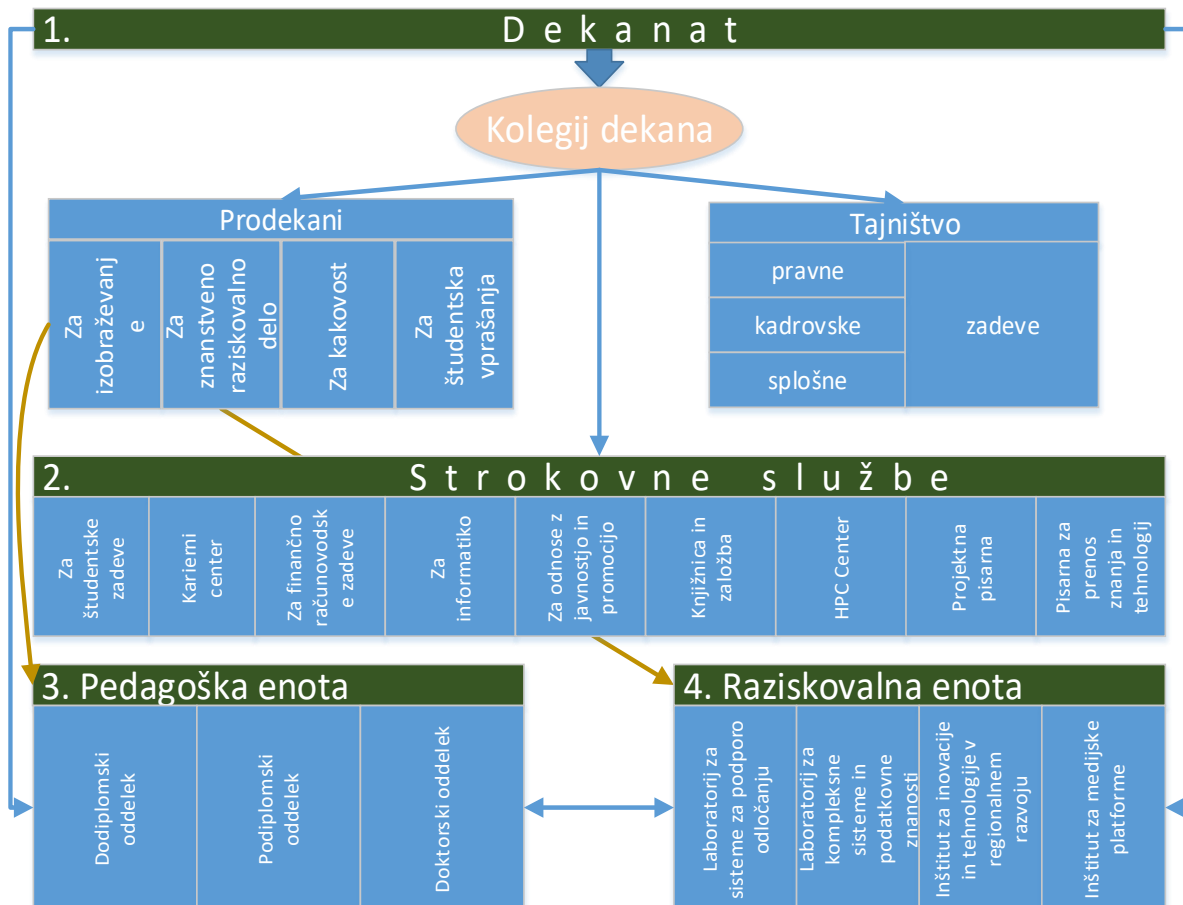 1. Dekanat
Kolegij dekana
Prodekani
Za
izobraževanj
e
Za
znanstveno
raziskovalno
delo
Za kakovost
Za
študentska
vprašanja
Tajništvo
pravne
kadrovske
splošne
zadeve
2. Strokovne službe
Za
študentske
zadeve
Karierni
center
Za finančno
računovodsk
e zadeve
Za
informatiko
Za odnose z
javnostjo in
promocijo
Knjižnica in
založba
HPC Center
Projektna
pisarna
Pisarna za
prenos
znanja in
tehnologij
3. Pedagoška enota
Dodiplomski
oddelek
Podiplomski
oddelek
Doktorski oddelek
4. Raziskovalna enota
Laboratorij za
sisteme za podporo
odločanju
Laboratorij za
kompleksne
sisteme in
podatkovne
znanosti
Inštitut za inovacije
in tehnologije v
regionalnem
razvoju
Inštitut za medijske
platforme